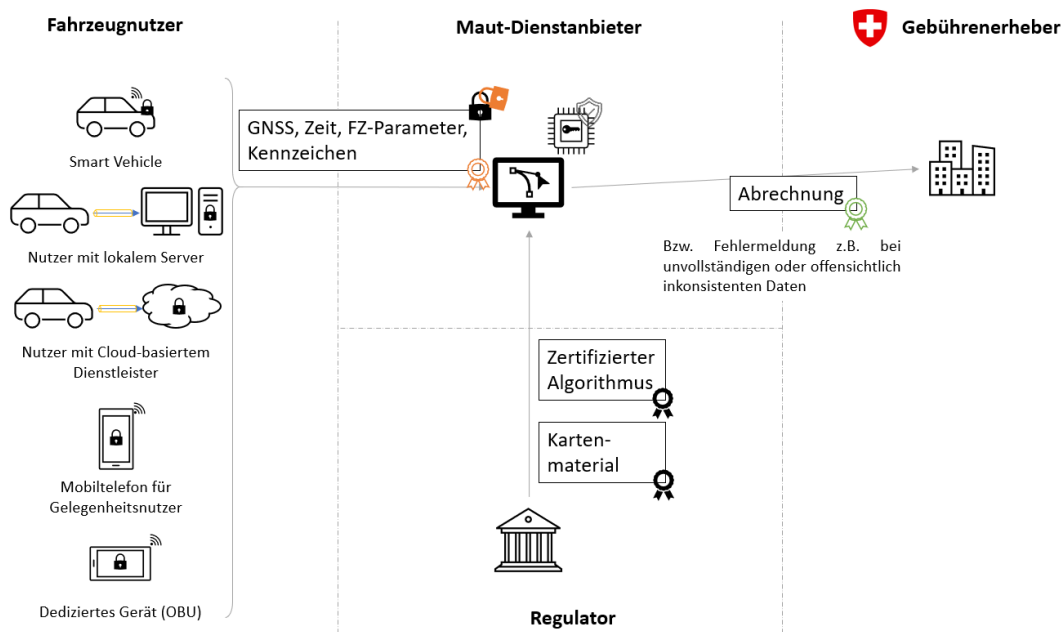 Fahrzeugnutzer
Maut-Dienstanbieter
Gebührenerheber
Smart Vehicle
Nutzer mit lokalem Server
Nutzer mit Cloud-basiertem
Dienstleister
Mobiltelefon für
Gelegenheitsnutzer
Dediziertes Gerät (OBU)
GNSS, Zeit, FZ-Parameter,
Kennzeichen
Abrechnung
Bzw. Fehlermeldung z.B. bei
unvollständigen oder offensichtlich
inkonsistenten Daten
Zertifizierter
Algorithmus
Karten-
material
Regulator